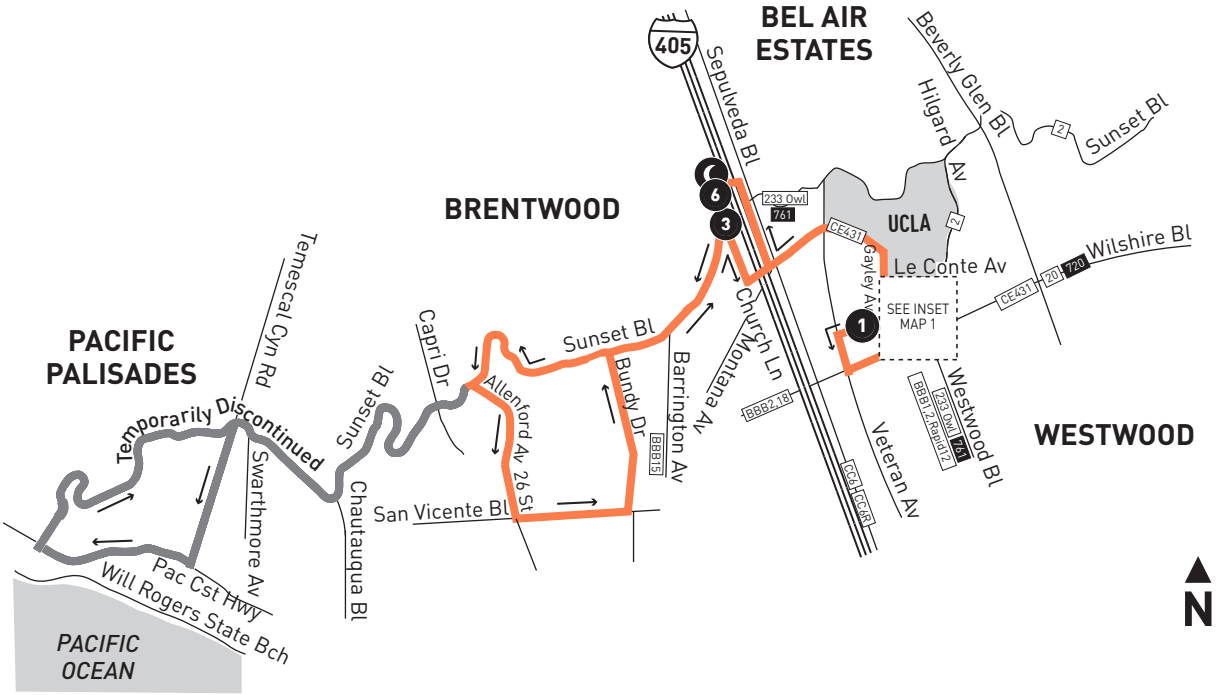 BEL AIR
ESTATES
405
Sepulveda Bl
Beverly Glen Bl
Hilgard
Av
2
Sunset Bl
BRENTWOOD
6
3
233 Owl
761
UCLA
2
CE431
Gayley Av
Le Conte Av
Wilshire Bl
CE431
20
720
SEE INSET
MAP 1
1
Temescal Cyn Rd
PACIFIC
PALISADES
Capri Dr
Sunset Bl
Sunset Bl
Church Ln
Montana Av
Barrington Av
Bundy Dr
Allenford Av
26 St
BBB15
BBB2,18
Temporarily Discontinued
Swarthmore Av
Chautauqua Bl
San Vicente Bl
CC6
CC6R
Veteran Av
Westwood Bl
233 Owl
761
BBB1,2,Rapid12
WESTWOOD
Pac Cst Hwy
Will Rogers State Bch
PACIFIC
OCEAN
N